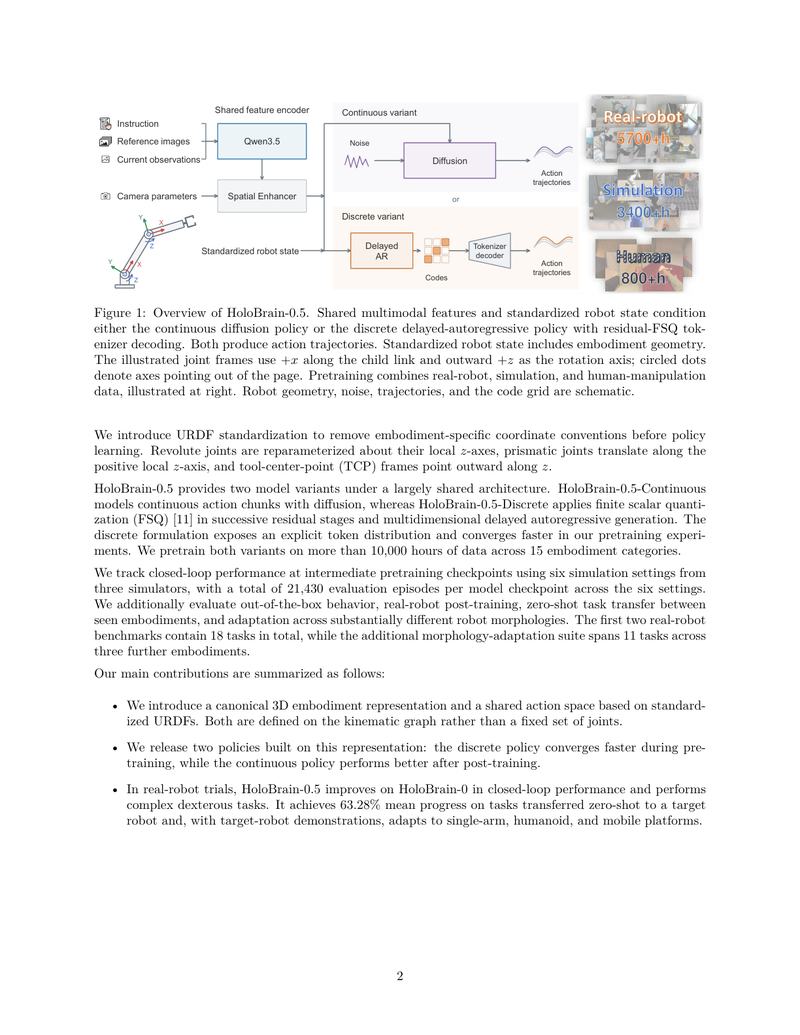 Shared feature encoder
Instruction
Reference images
Current observations
Qwen3.5
Camera parameters
Spatial Enhancer
Y
X
Z
Y
X
Z
Standardized robot state
Continuous variant
Noise
Diffusion
Action
trajectories
or
Discrete variant
Delayed
AR
Codes
Tokenizer
decoder
Action
trajectories
Real-robot
5700+h
Simulation
3400+h
Human
800+h
Figure 1: Overview of HoloBrain-0.5. Shared multimodal features and standardized robot state condition
either the continuous diffusion policy or the discrete delayed-autoregressive policy with residual-FSQ tok-
enizer decoding. Both produce action trajectories. Standardized robot state includes embodiment geometry.
The illustrated joint frames use +x along the child link and outward +z as the rotation axis; circled dots
denote axes pointing out of the page. Pretraining combines real-robot, simulation, and human-manipulation
data, illustrated at right. Robot geometry, noise, trajectories, and the code grid are schematic.
We introduce URDF standardization to remove embodiment-specific coordinate conventions before policy
learning. Revolute joints are reparameterized about their local z-axes, prismatic joints translate along the
positive local z-axis, and tool-center-point (TCP) frames point outward along z.
HoloBrain-0.5 provides two model variants under a largely shared architecture. HoloBrain-0.5-Continuous
models continuous action chunks with diffusion, whereas HoloBrain-0.5-Discrete applies finite scalar quanti-
zation (FSQ) [11] in successive residual stages and multidimensional delayed autoregressive generation. The
discrete formulation exposes an explicit token distribution and converges faster in our pretraining experi-
ments. We pretrain both variants on more than 10,000 hours of data across 15 embodiment categories.
We track closed-loop performance at intermediate pretraining checkpoints using six simulation settings from
three simulators, with a total of 21,430 evaluation episodes per model checkpoint across the six settings.
We additionally evaluate out-of-the-box behavior, real-robot post-training, zero-shot task transfer between
seen embodiments, and adaptation across substantially different robot morphologies. The first two real-robot
benchmarks contain 18 tasks in total, while the additional morphology-adaptation suite spans 11 tasks across
three further embodiments.
Our main contributions are summarized as follows:
• We introduce a canonical 3D embodiment representation and a shared action space based on standard-
ized URDFs. Both are defined on the kinematic graph rather than a fixed set of joints.
• We release two policies built on this representation: the discrete policy converges faster during pre-
training, while the continuous policy performs better after post-training.
• In real-robot trials, HoloBrain-0.5 improves on HoloBrain-0 in closed-loop performance and performs
complex dexterous tasks. It achieves 63.28% mean progress on tasks transferred zero-shot to a target
robot and, with target-robot demonstrations, adapts to single-arm, humanoid, and mobile platforms.
2